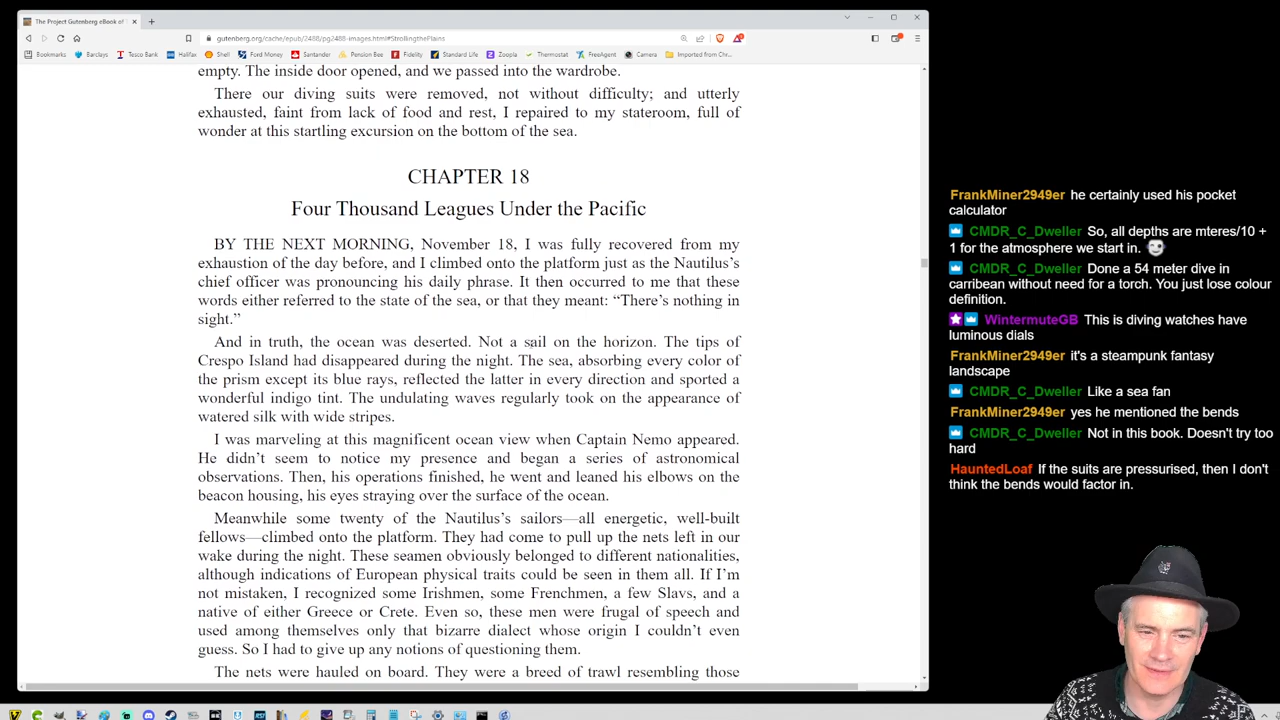 The Project Gutenberg eBook of
gutenberg.org/cache/epub/2488/pg2488-images.html#StrollingthePlains
Bookmarks Barclays Tesco Bank Halifax Shell Ford Money Santander Pension Bee Fidelity Standard Life Zoopla Thermostat FreeAgent Camera Imported from Chr...
empty. The inside door opened, and we passed into the wardrobe.
There our diving suits were removed, not without difficulty; and utterly
exhausted, faint from lack of food and rest, I repaired to my stateroom, full of
wonder at this startling excursion on the bottom of the sea.
CHAPTER 18
Four Thousand Leagues Under the Pacific
BY THE NEXT MORNING, November 18, I was fully recovered from my
exhaustion of the day before, and I climbed onto the platform just as the Nautilus’s
chief officer was pronouncing his daily phrase. It then occurred to me that these
words either referred to the state of the sea, or that they meant: “There’s nothing in
sight.”
And in truth, the ocean was deserted. Not a sail on the horizon. The tips of
Crespo Island had disappeared during the night. The sea, absorbing every color of
the prism except its blue rays, reflected the latter in every direction and sported a
wonderful indigo tint. The undulating waves regularly took on the appearance of
watered silk with wide stripes.
I was marveling at this magnificent ocean view when Captain Nemo appeared.
He didn’t seem to notice my presence and began a series of astronomical
observations. Then, his operations finished, he went and leaned his elbows on the
beacon housing, his eyes straying over the surface of the ocean.
Meanwhile some twenty of the Nautilus’s sailors—all energetic, well-built
fellows—climbed onto the platform. They had come to pull up the nets left in our
wake during the night. These seamen obviously belonged to different nationalities,
although indications of European physical traits could be seen in them all. If I’m
not mistaken, I recognized some Irishmen, some Frenchmen, a few Slavs, and a
native of either Greece or Crete. Even so, these men were frugal of speech and
used among themselves only that bizarre dialect whose origin I couldn’t even
guess. So I had to give up any notions of questioning them.
The nets were hauled on board. They were a breed of trawl resembling those
FrankMiner2949er he certainly used his pocket
calculator
CMDR_C_Dweller So, all depths are mteres/10 +
1 for the atmosphere we start in.
CMDR_C_Dweller Done a 54 meter dive in
carribean without need for a torch. You just lose colour
definition.
WintermuteGB This is diving watches have
luminous dials
FrankMiner2949er it's a steampunk fantasy
landscape
CMDR_C_Dweller Like a sea fan
FrankMiner2949er yes he mentioned the bends
CMDR_C_Dweller Not in this book. Doesn't try too
hard
HauntedLoaf If the suits are pressurised, then I don't
think the bends would factor in.